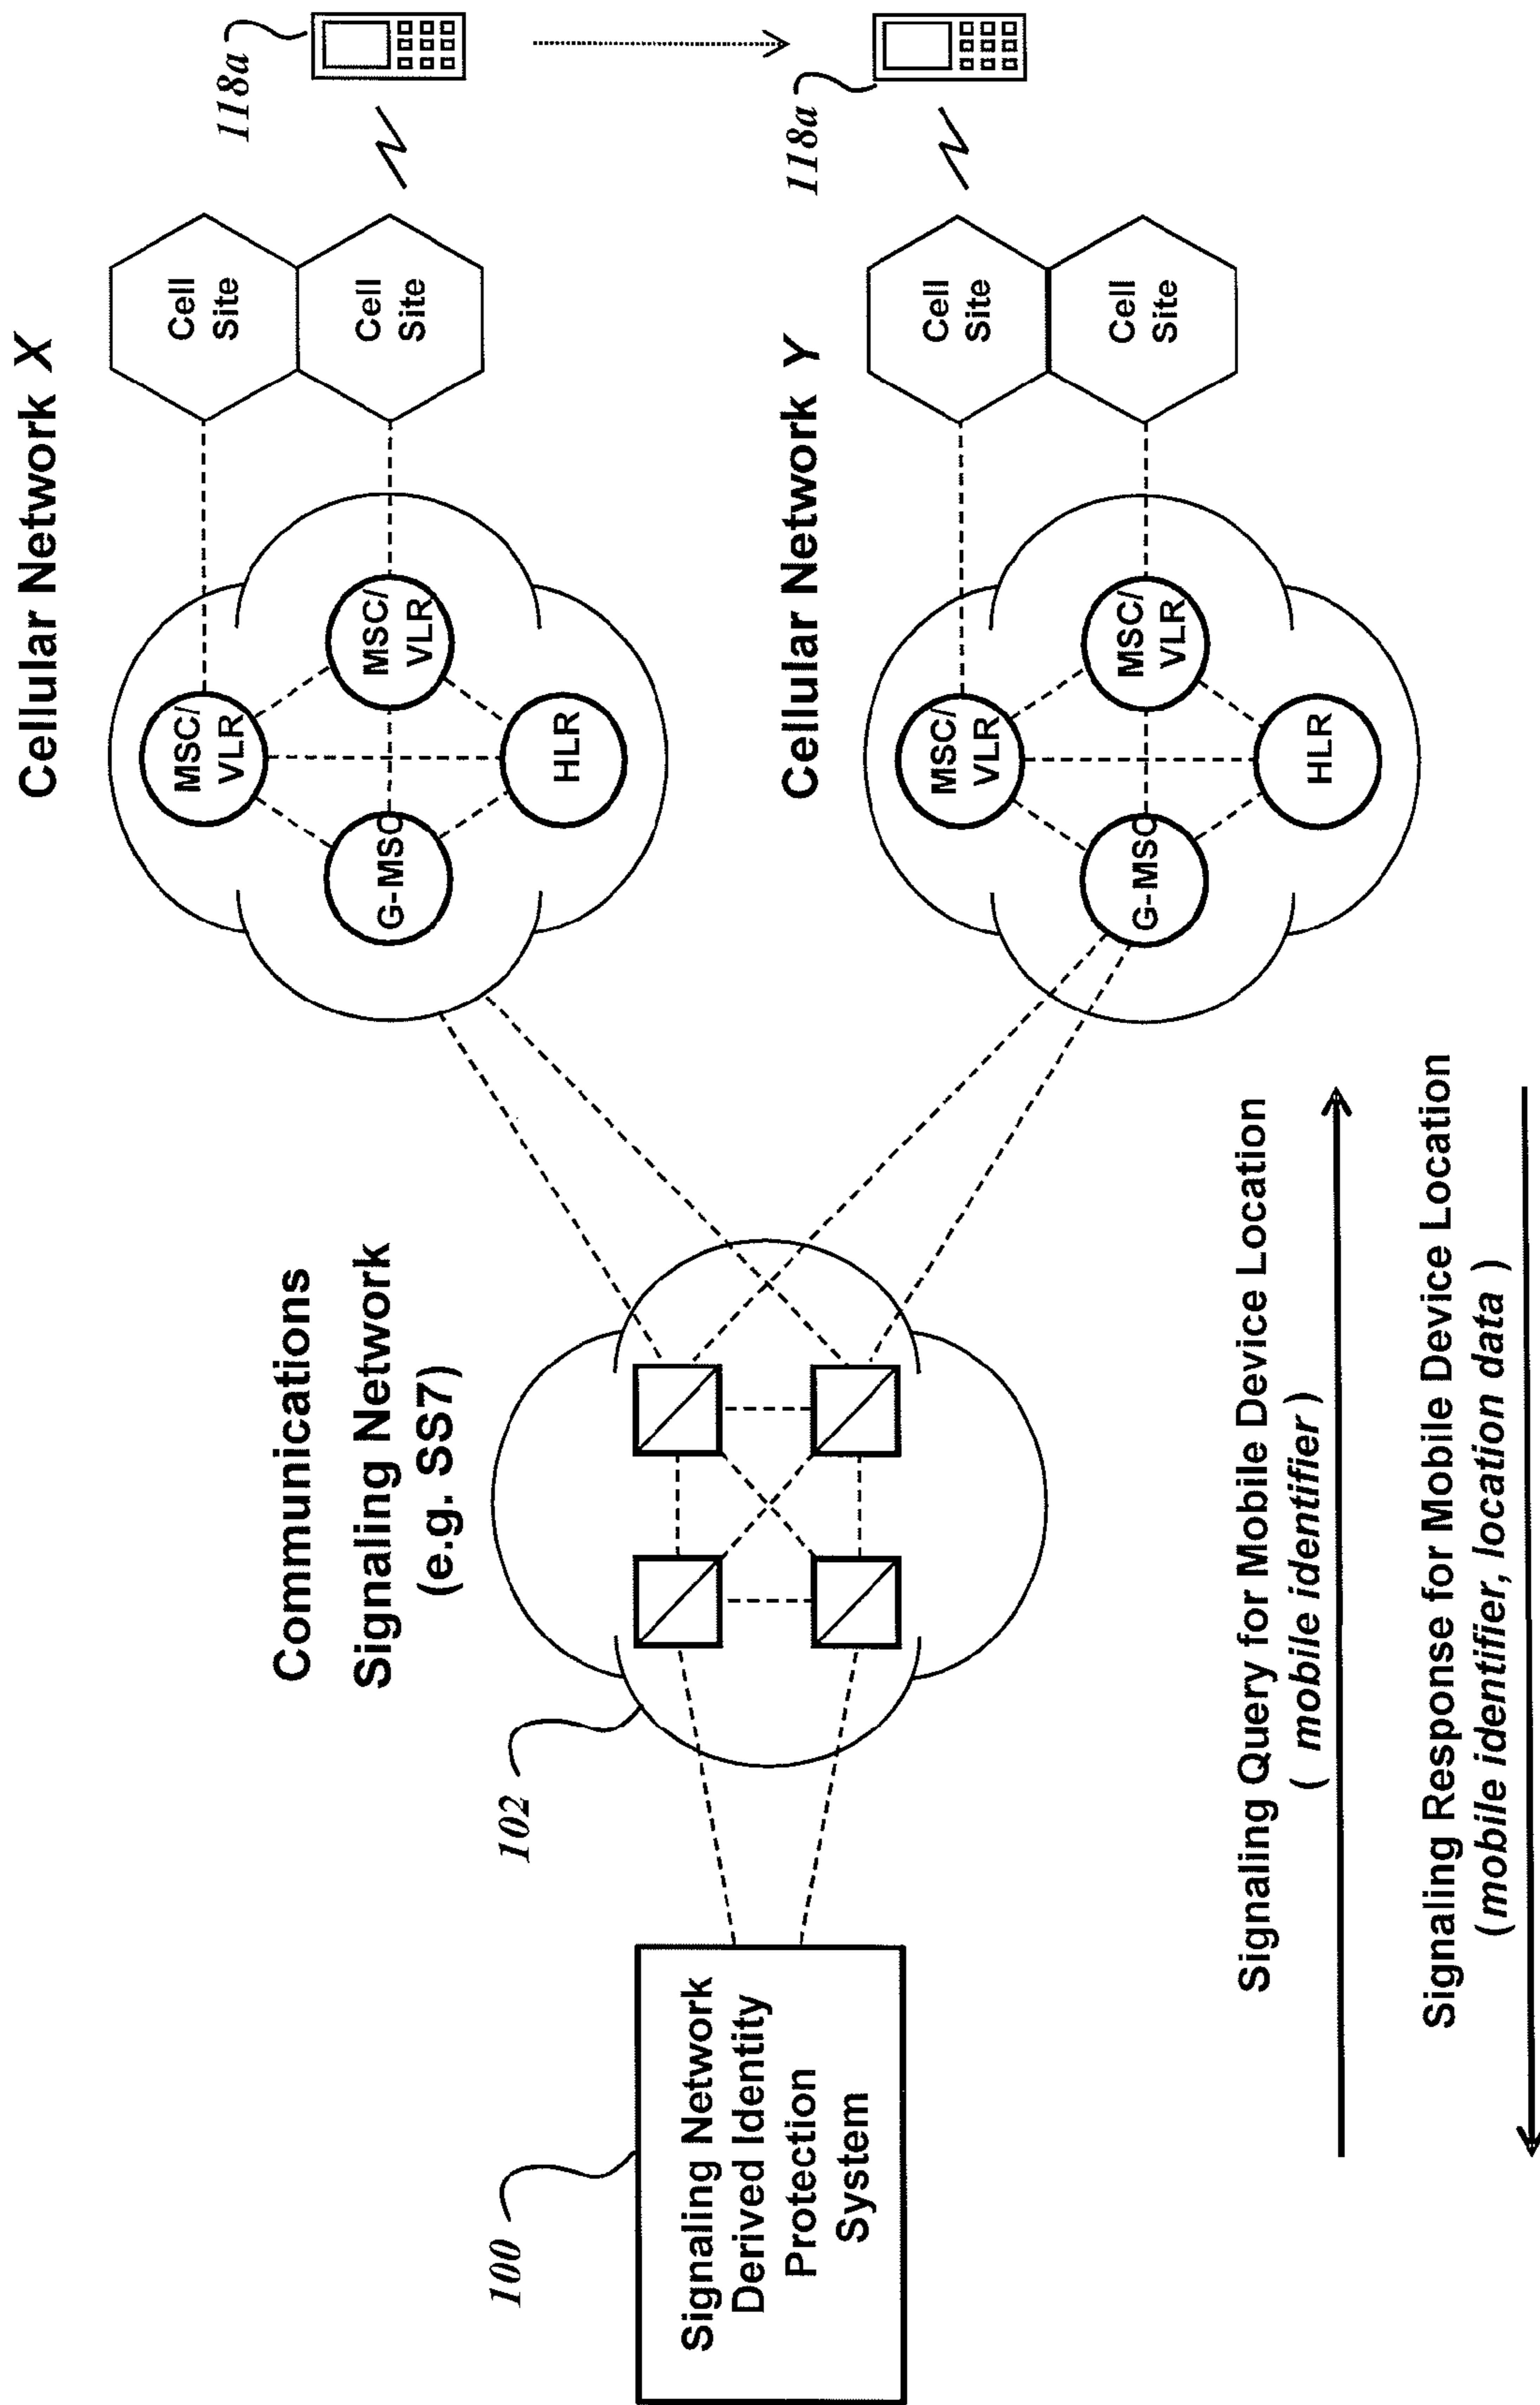 Cellular Network X
118a
Cell
Site
Cell
Site
MSC/
VLR
MSC/
VLR
G-MSC
HLR
Communications
Signaling Network
(e.g. SS7)
102
100
Signaling Network
Derived Identity
Protection
System
Cellular Network Y
118a
Cell
Site
Cell
Site
MSC/
VLR
MSC/
VLR
G-MSC
HLR
Signaling Query for Mobile Device Location
( mobile identifier )
Signaling Response for Mobile Device Location
(mobile identifier, location data )